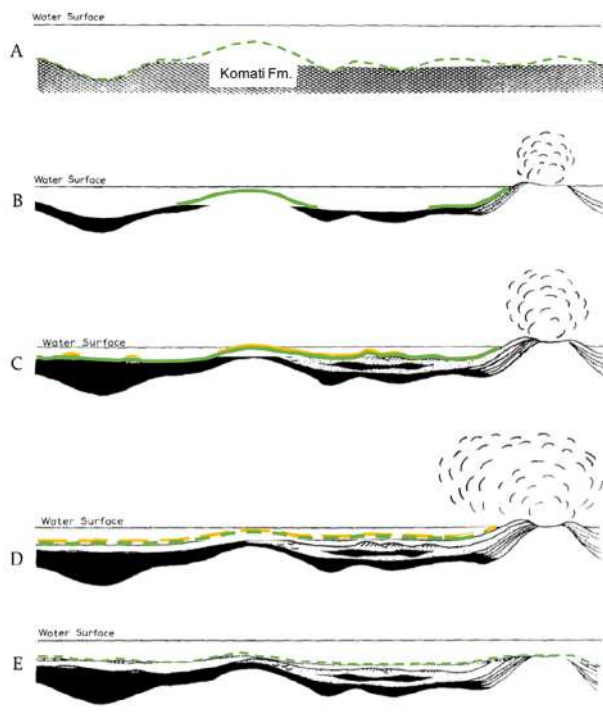 Water Surface
A
Komati Fm.
Water Surface
B
Water Surface
C
Water Surface
D
Water Surface
E